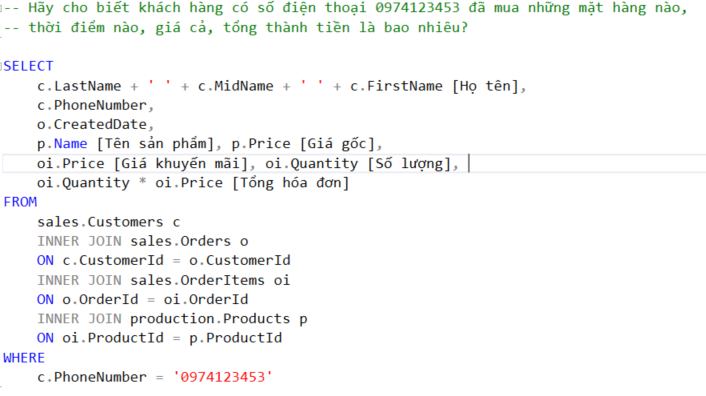 -- Hãy cho biết khách hàng có số điện thoại 0974123453 đã mua những mặt hàng nào,
-- thời điểm nào, giá cả, tổng thành tiền là bao nhiêu?
SELECT
c.LastName + ' ' + c.MidName + ' ' + c.FirstName [Họ tên],
c.PhoneNumber,
o.CreatedDate,
p.Name [Tên sản phẩm], p.Price [Giá gốc],
oi.Price [Giá khuyến mãi], oi.Quantity [Số lượng],
oi.Quantity * oi.Price [Tổng hóa đơn]
FROM
sales.Customers c
INNER JOIN sales.Orders o
ON c.CustomerId = o.CustomerId
INNER JOIN sales.OrderItems oi
ON o.OrderId = oi.OrderId
INNER JOIN production.Products p
ON oi.ProductId = p.ProductId
WHERE
c.PhoneNumber = '0974123453'